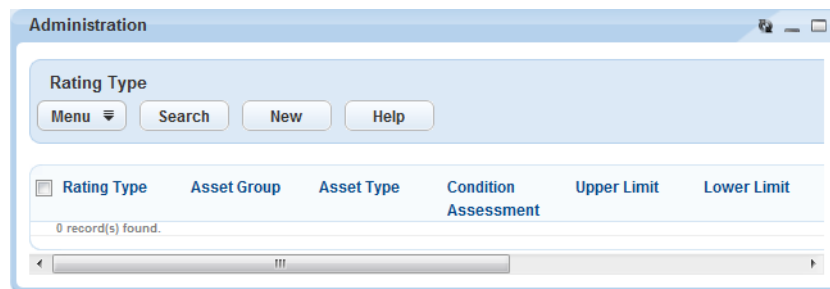 Administration
Rating Type
Menu Search New Help
Rating Type Asset Group Asset Type Condition Assessment Upper Limit Lower Limit
0 record(s) found.